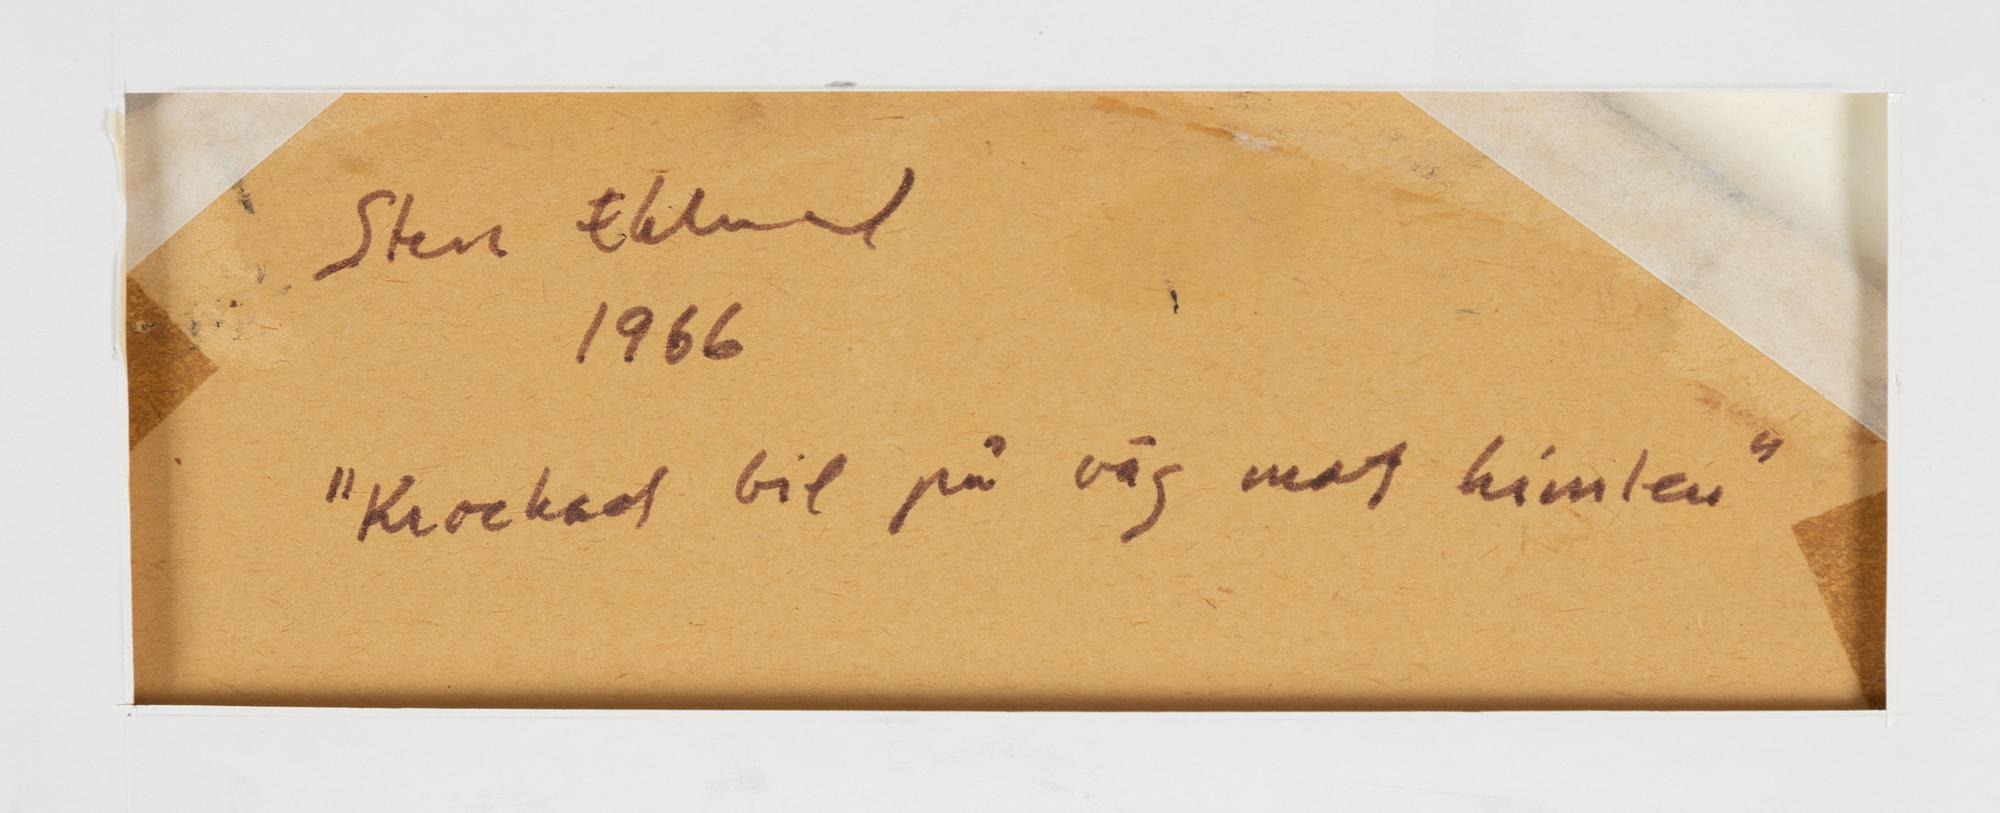 Sten Eklund
1966
"Krockad bil på väg mot himlen"